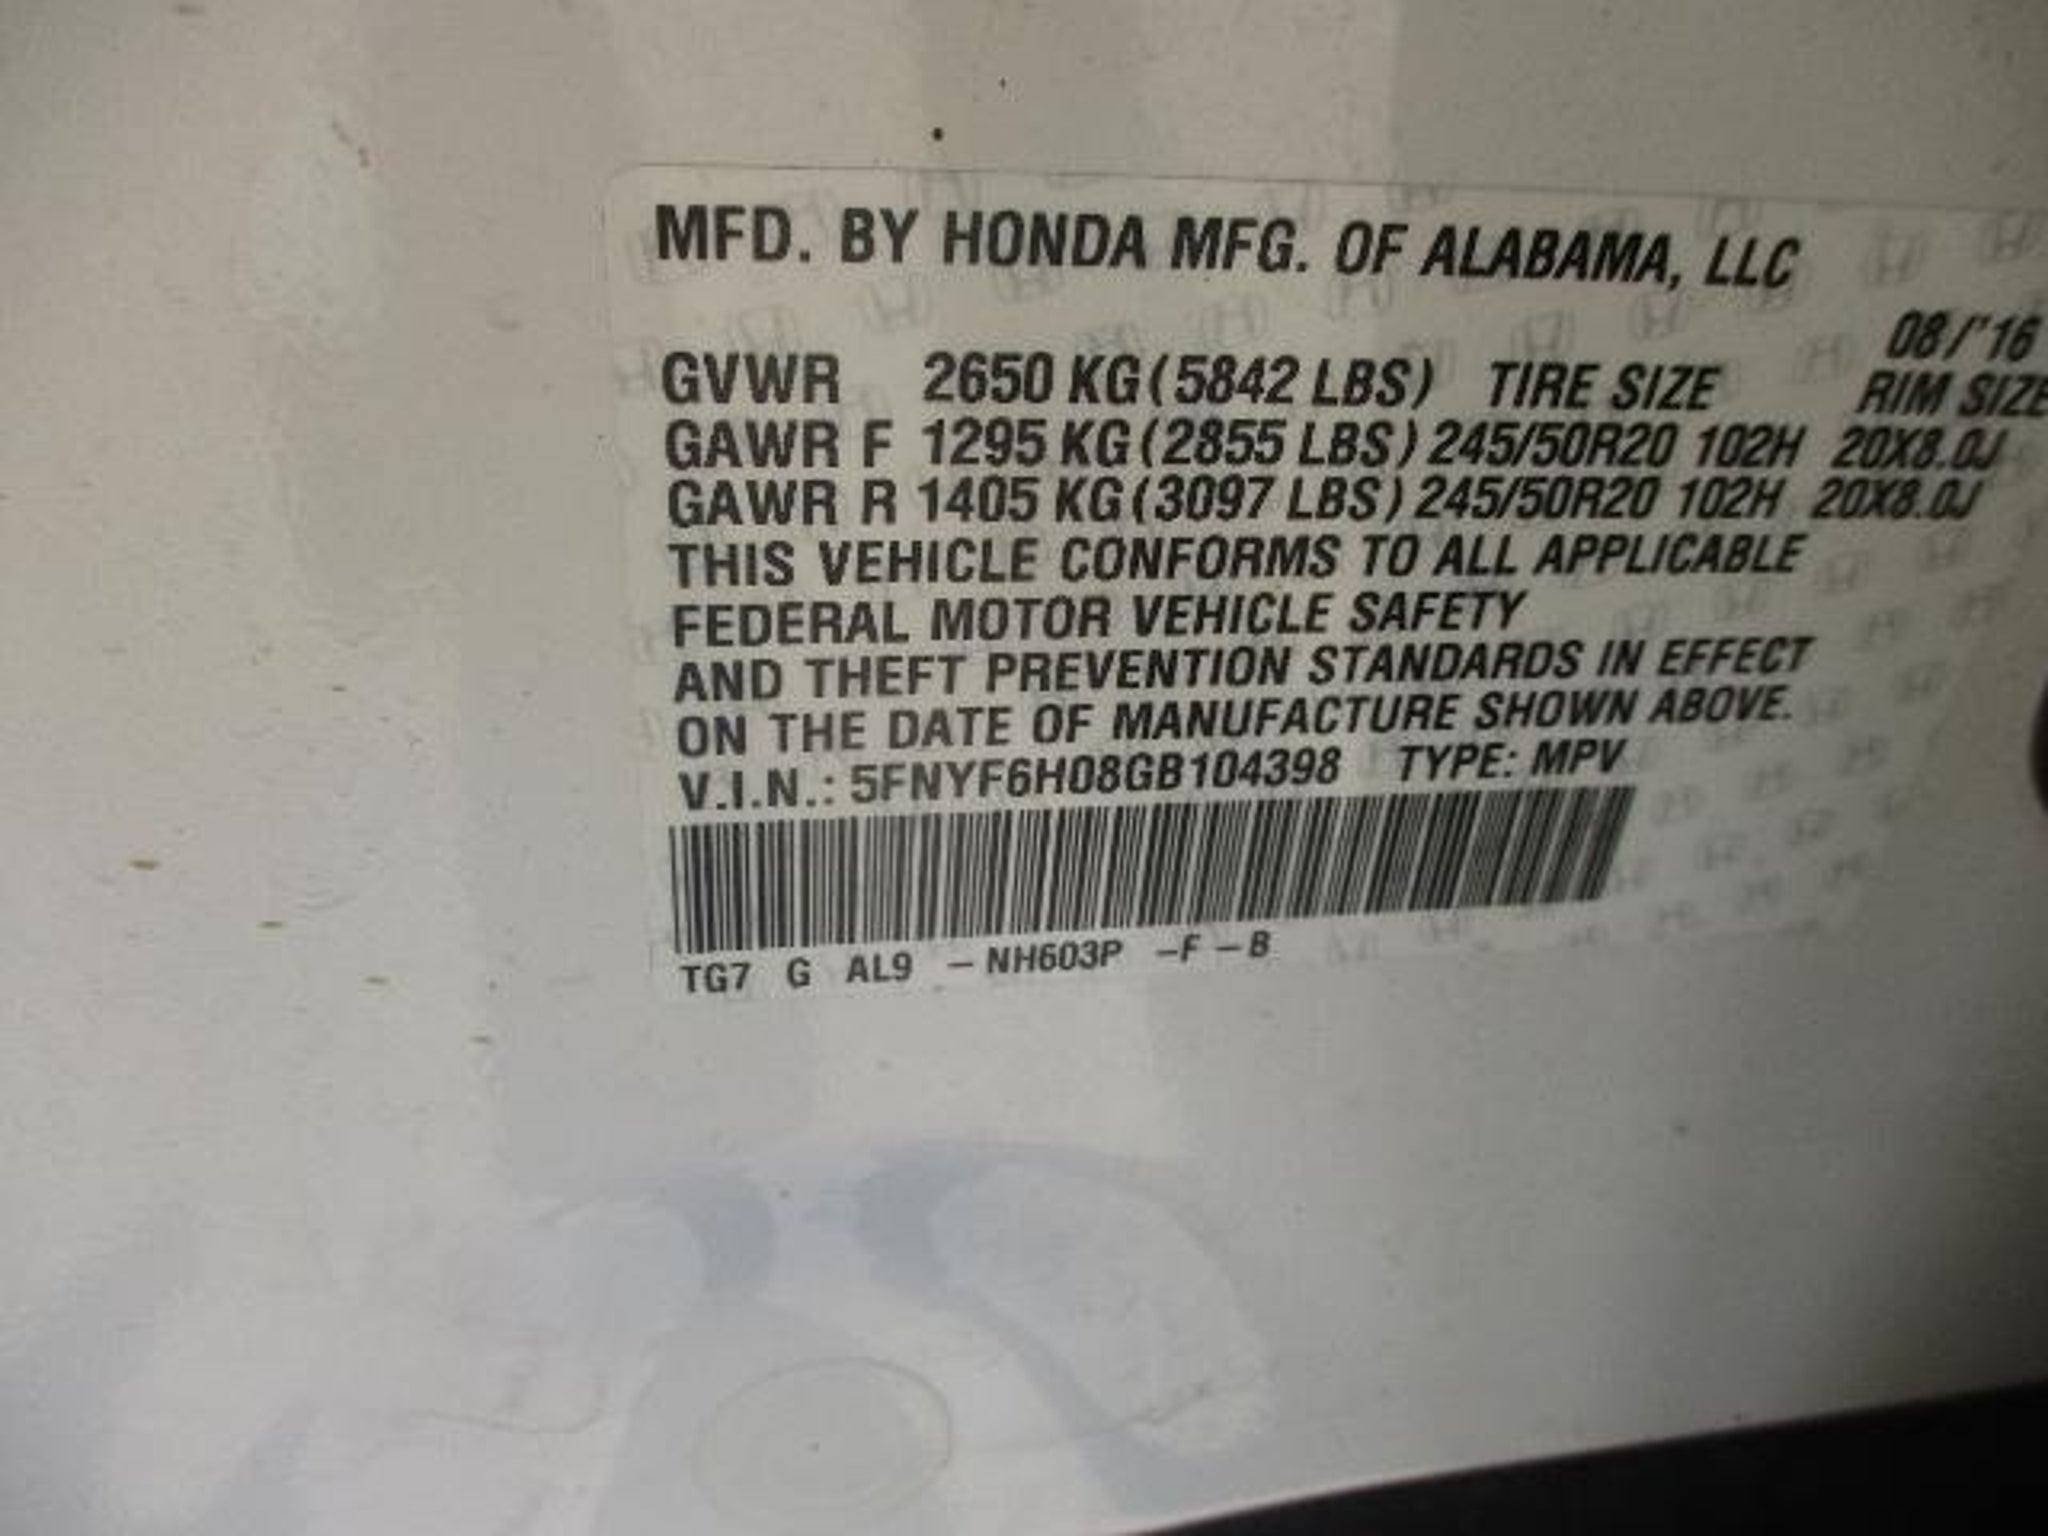 MFD. BY HONDA MFG. OF ALABAMA, LLC
08/'16
GVWR 2650 KG (5842 LBS) TIRE SIZE RIM SIZE
GAWR F 1295 KG (2855 LBS) 245/50R20 102H 20X8.0J
GAWR R 1405 KG (3097 LBS) 245/50R20 102H 20X8.0J
THIS VEHICLE CONFORMS TO ALL APPLICABLE
FEDERAL MOTOR VEHICLE SAFETY
AND THEFT PREVENTION STANDARDS IN EFFECT
ON THE DATE OF MANUFACTURE SHOWN ABOVE.
V.I.N.: 5FNYF6H08GB104398 TYPE: MPV
TG7 G AL9 – NH603P –F – B